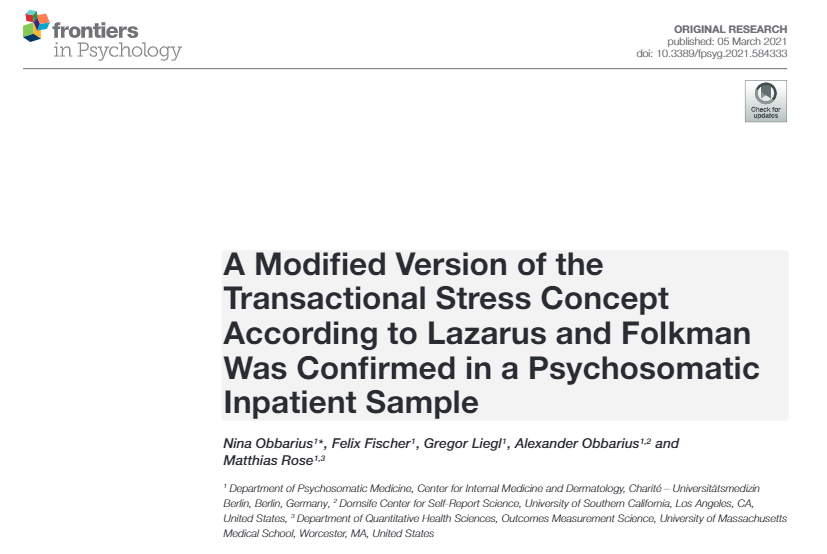 frontiers
in Psychology
ORIGINAL RESEARCH
published: 05 March 2021
doi: 10.3389/fpsyg.2021.584333
Check for
updates
A Modified Version of the
Transactional Stress Concept
According to Lazarus and Folkman
Was Confirmed in a Psychosomatic
Inpatient Sample
Nina Obbarius¹*, Felix Fischer¹, Gregor Liegl¹, Alexander Obbarius¹,² and
Matthias Rose¹,³
¹ Department of Psychosomatic Medicine, Center for Internal Medicine and Dermatology, Charité – Universitätsmedizin
Berlin, Berlin, Germany, ² Dornsife Center for Self-Report Science, University of Southern California, Los Angeles, CA,
United States, ³ Department of Quantitative Health Sciences, Outcomes Measurement Science, University of Massachusetts
Medical School, Worcester, MA, United States